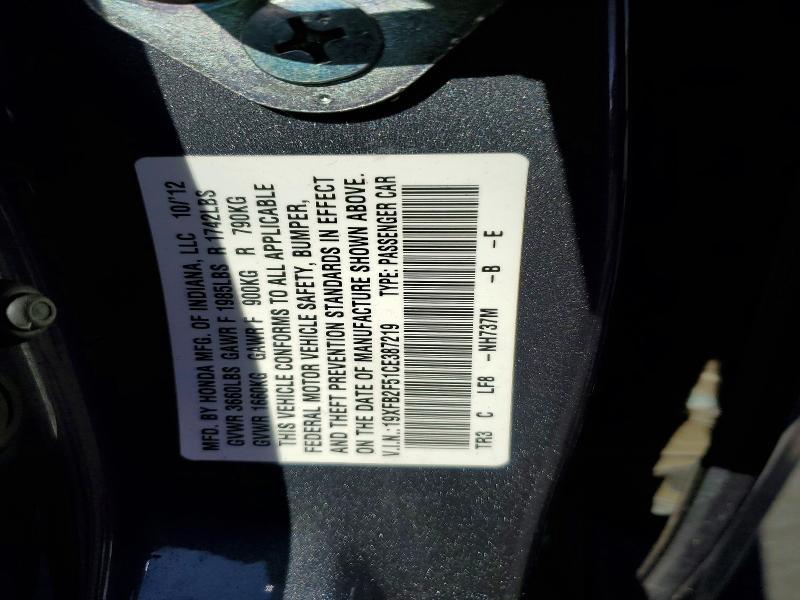 MFD. BY HONDA MFG. OF INDIANA, LLC 10/'12
GVWR 3660LBS GAWR F 1985LBS R 1742LBS
GVWR 1660KG GAWR F 900KG R 790KG
THIS VEHICLE CONFORMS TO ALL APPLICABLE
FEDERAL MOTOR VEHICLE SAFETY, BUMPER,
AND THEFT PREVENTION STANDARDS IN EFFECT
ON THE DATE OF MANUFACTURE SHOWN ABOVE.
V.I.N.:19XFB2F51CE387219 TYPE: PASSENGER CAR
TR3 C LF8 -NH737M -B -E